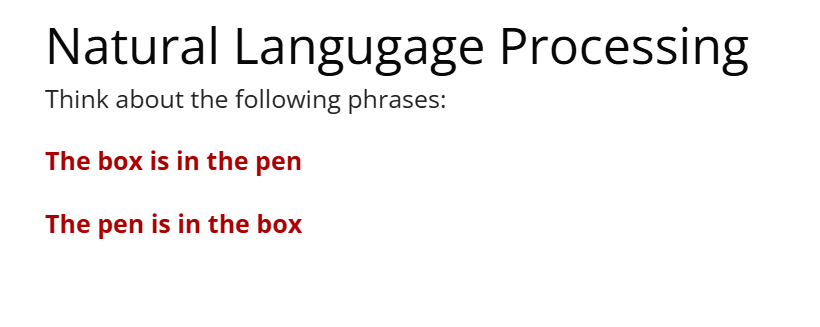 Natural Langugage Processing
Think about the following phrases:
The box is in the pen
The pen is in the box